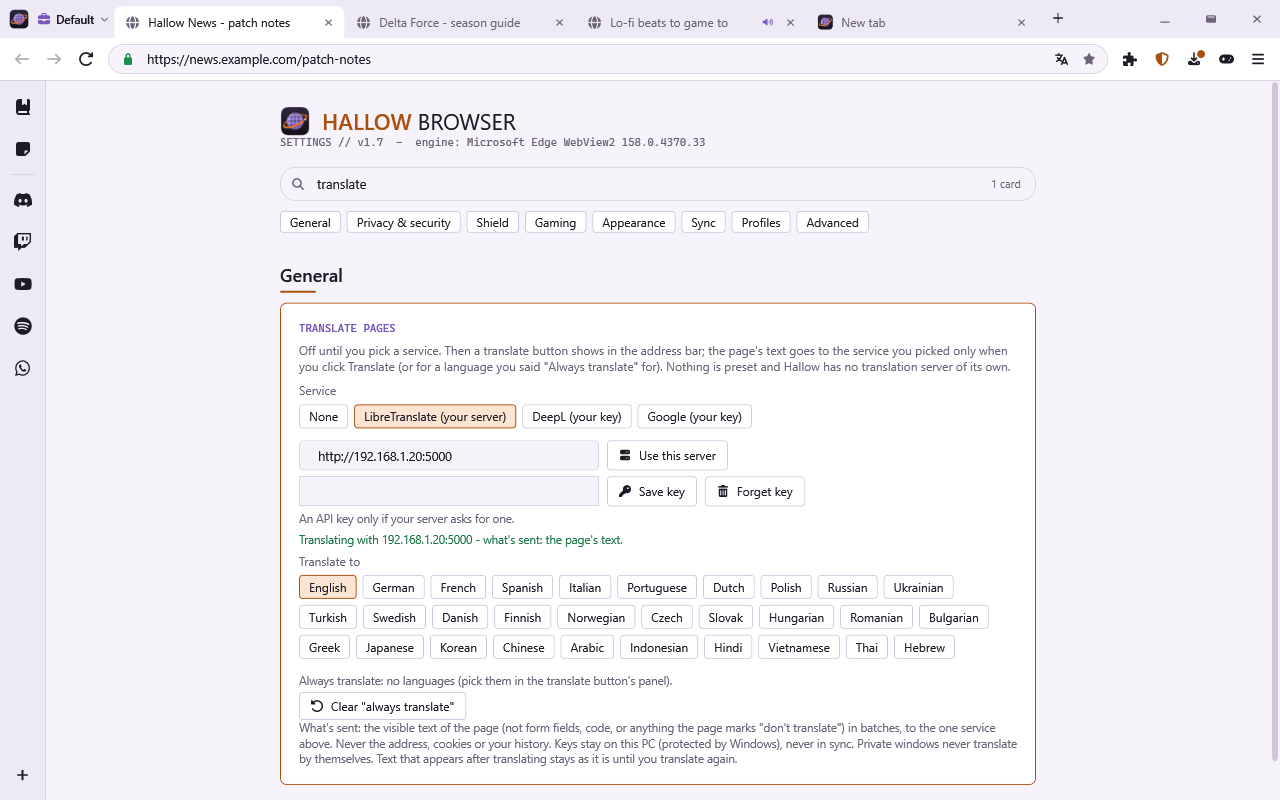 Default
Hallow News - patch notes
Delta Force - season guide
Lo-fi beats to game to
New tab
https://news.example.com/patch-notes
HALLOW BROWSER
SETTINGS // v1.7 – engine: Microsoft Edge WebView2 158.0.4370.33
translate
1 card
General
Privacy & security
Shield
Gaming
Appearance
Sync
Profiles
Advanced
General
TRANSLATE PAGES
Off until you pick a service. Then a translate button shows in the address bar; the page's text goes to the service you picked only when
you click Translate (or for a language you said "Always translate" for). Nothing is preset and Hallow has no translation server of its own.
Service
None
LibreTranslate (your server)
DeepL (your key)
Google (your key)
http://192.168.1.20:5000
Use this server
Save key
Forget key
An API key only if your server asks for one.
Translating with 192.168.1.20:5000 - what's sent: the page's text.
Translate to
English
German
French
Spanish
Italian
Portuguese
Dutch
Polish
Russian
Ukrainian
Turkish
Swedish
Danish
Finnish
Norwegian
Czech
Slovak
Hungarian
Romanian
Bulgarian
Greek
Japanese
Korean
Chinese
Arabic
Indonesian
Hindi
Vietnamese
Thai
Hebrew
Always translate: no languages (pick them in the translate button's panel).
Clear "always translate"
What's sent: the visible text of the page (not form fields, code, or anything the page marks "don't translate") in batches, to the one service
above. Never the address, cookies or your history. Keys stay on this PC (protected by Windows), never in sync. Private windows never translate
by themselves. Text that appears after translating stays as it is until you translate again.